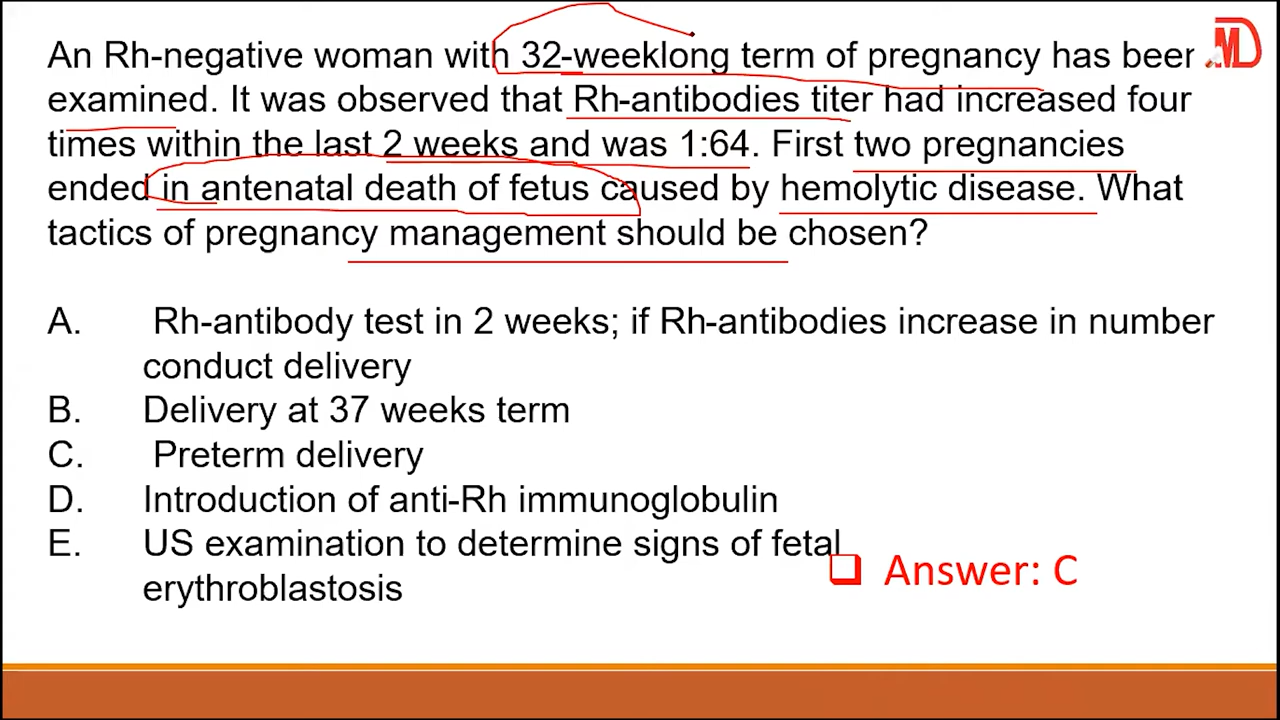 An Rh-negative woman with 32-weeklong term of pregnancy has been
examined. It was observed that Rh-antibodies titer had increased four
times within the last 2 weeks and was 1:64. First two pregnancies
ended in antenatal death of fetus caused by hemolytic disease. What
tactics of pregnancy management should be chosen?
A. Rh-antibody test in 2 weeks; if Rh-antibodies increase in number
conduct delivery
B. Delivery at 37 weeks term
C. Preterm delivery
D. Introduction of anti-Rh immunoglobulin
E. US examination to determine signs of fetal
erythroblastosis
Answer: C
MD